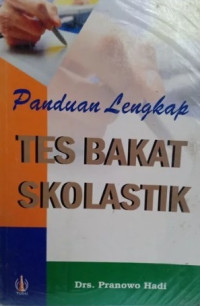 Panduan Lengkap
TES BAKAT
SKOLASTIK
Drs. Pranowo Hadi